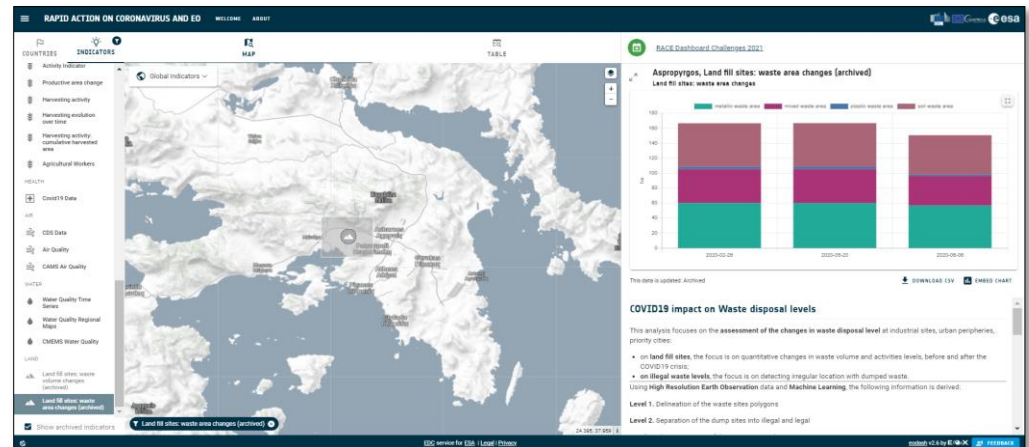 RAPID ACTION ON CORONAVIRUS AND EO
WELCOME ABOUT
esa
COUNTRIES
INDICATORS
MAP
TABLE
Activity Indicator
Productive area change
Harvesting activity
Harvesting evolution
over time
Harvesting activity:
cumulative harvested
area
Agricultural Workers
HEALTH
Covid19 Data
AIR
CDS Data
Air Quality
CAMS Air Quality
WATER
Water Quality Time
Series
Water Quality Regional
Maps
CMEMS Water Quality
LAND
Land fill sites: waste
volume changes
(archived)
Land fill sites: waste
area changes (archived)
Show archived indicators
Global Indicators
+
-
Athens
Land fill sites: waste area changes (archived)
RACE Dashboard Challenges 2021
Aspropyrgos, Land fill sites: waste area changes (archived)
Land fill sites: waste area changes
metallic waste area
mixed waste area
plastic waste area
soil waste area
180
160
140
120
100
80
60
40
20
0
ha
2020-02-28
This data is updated: Archived
DOWNLOAD CSV
EMBED CHART
COVID19 impact on Waste disposal levels
This analysis focuses on the assessment of the changes in waste disposal level at industrial sites, urban peripheries,
priority cities:
• on land fill sites, the focus is on quantitative changes in waste volume and activities levels, before and after the
COVID19 crisis;
• on illegal waste levels, the focus is on detecting irregular location with dumped waste.
Using High Resolution Earth Observation data and Machine Learning, the following information is derived:
Level 1. Delineation of the waste sites polygons
Level 2. Separation of the dump sites into illegal and legal
EDC service for ESA | Legal | Privacy
eodash v2.6 by
FEEDBACK